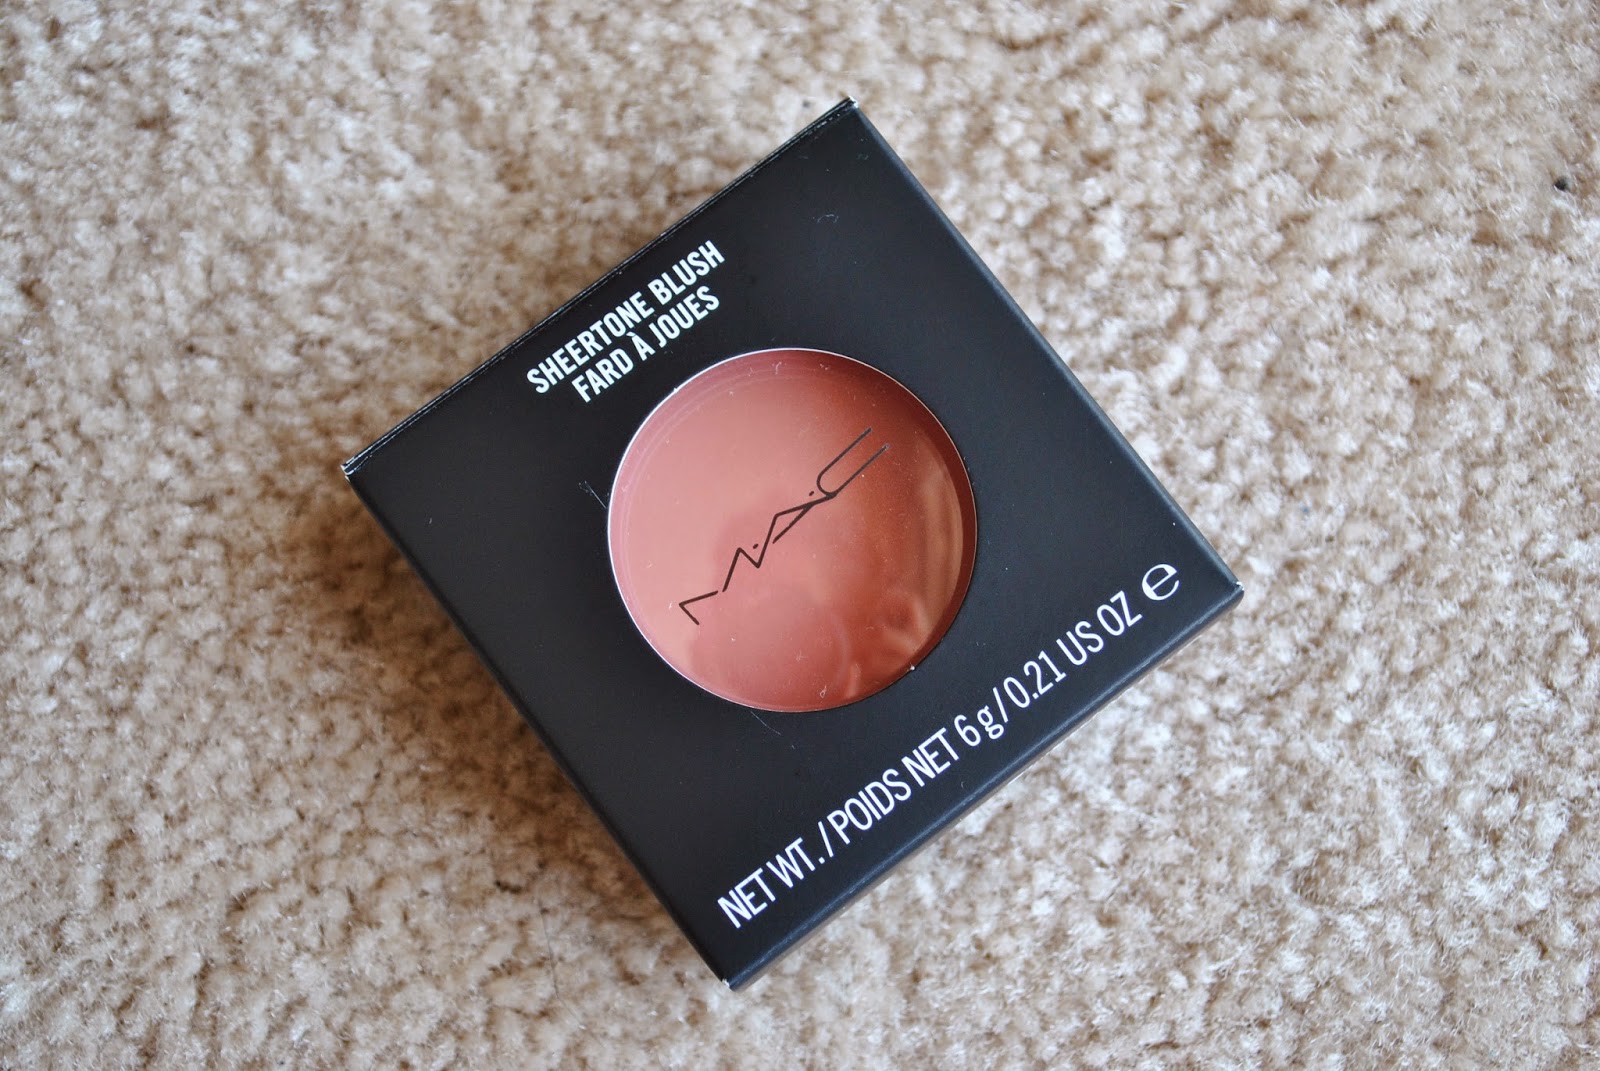 SHEERTONE BLUSH
FARD À JOUES
M·A·C
NET WT. / POIDS NET 6 g / 0.21 US OZ ℮